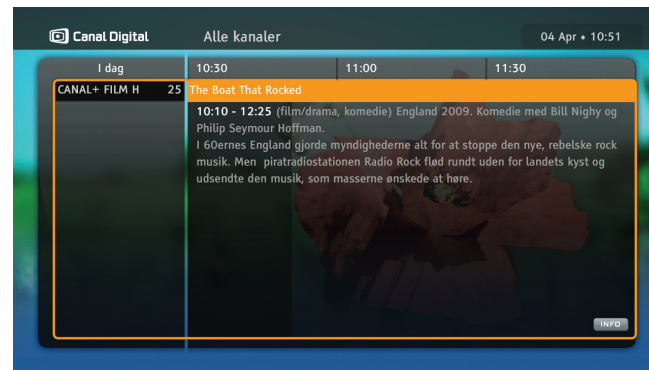 Canal Digital Alle kanaler 04 Apr • 10:51
I dag 10:30 11:00 11:30
CANAL+ FILM H 25 The Boat That Rocked
10:10 - 12:25 (film/drama, komedie) England 2009. Komedie med Bill Nighy og
Philip Seymour Hoffman.
I 60ernes England gjorde myndighederne alt for at stoppe den nye, rebelske rock
musik. Men piratradiostationen Radio Rock flød rundt uden for landets kyst og
udsendte den musik, som masserne ønskede at høre.
INFO